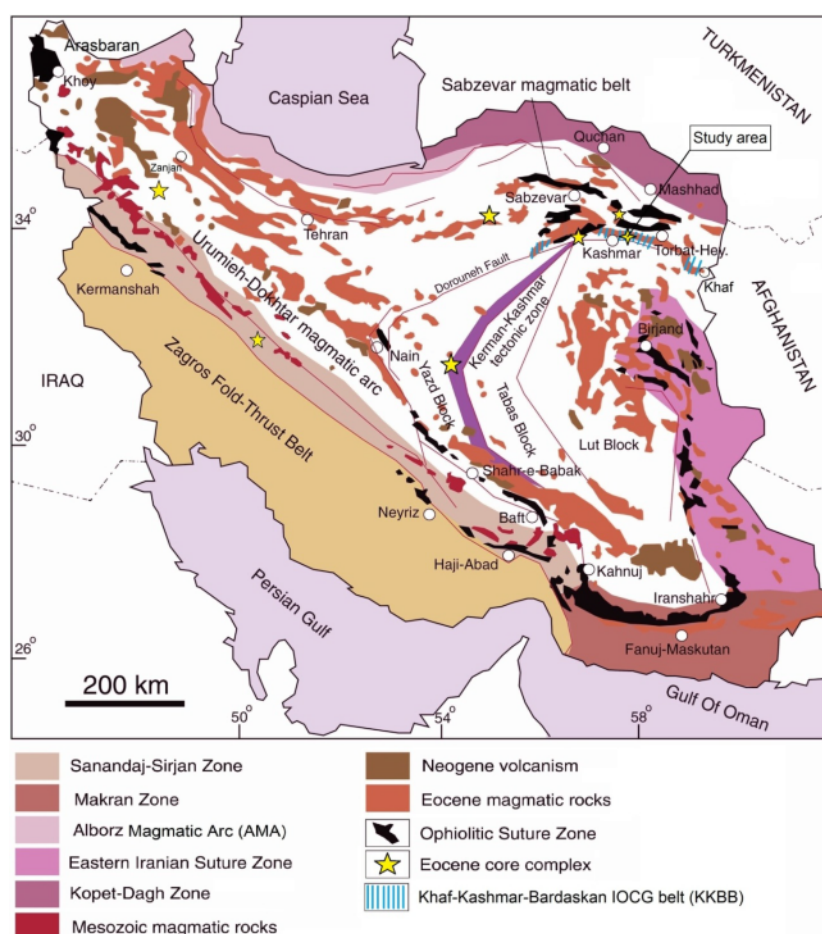 Arasbaran
Khoy
Caspian Sea
TURKMENISTAN
Sabzevar magmatic belt
Study area
Quchan
Zanjan
Sabzevar
Mashhad
34°
Tehran
Kashmar
Torbat-Hey.
Khaf
Urumieh-Dokhtar magmatic arc
Dorouneh Fault
Kermanshah
Kerman-Kashmar
tectonic zone
AFGHANISTAN
Birjand
Nain
IRAQ
Zagros Fold-Thrust Belt
Yazd Block
Tabas Block
Lut Block
30°
Shahr-e-Babak
Neyriz
Baft
Haji-Abad
Kahnuj
Iranshahr
Persian Gulf
Fanuj-Maskutan
26°
200 km
Gulf Of Oman
50°
54°
58°
Sanandaj-Sirjan Zone
Makran Zone
Alborz Magmatic Arc (AMA)
Eastern Iranian Suture Zone
Kopet-Dagh Zone
Mesozoic magmatic rocks
Neogene volcanism
Eocene magmatic rocks
Ophiolitic Suture Zone
Eocene core complex
Khaf-Kashmar-Bardaskan IOCG belt (KKBB)